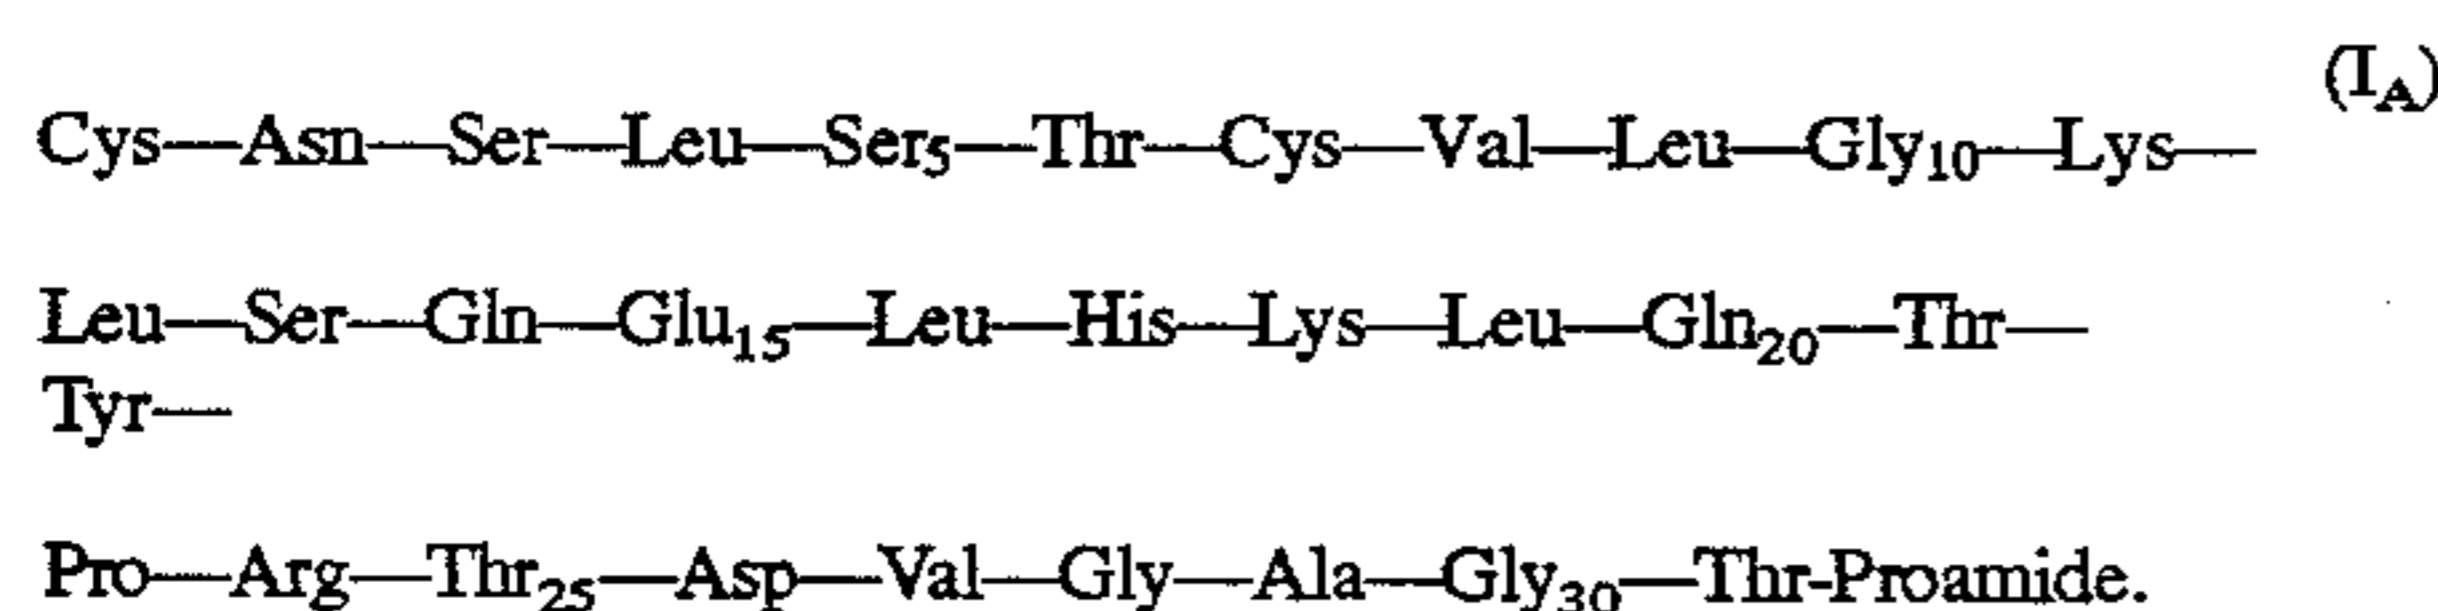 (I_A)
Cys—Asn—Ser—Leu—Ser₅—Thr—Cys—Val—Leu—Gly₁₀—Lys—
Leu—Ser—Gln—Glu₁₅—Leu—His—Lys—Leu—Gln₂₀—Thr—
Tyr—
Pro—Arg—Thr₂₅—Asp—Val—Gly—Ala—Gly₃₀—Thr-Proamide.